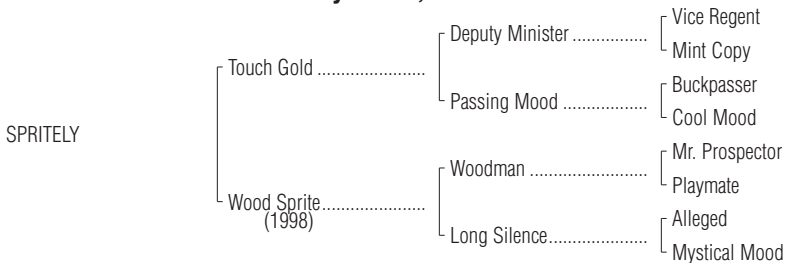 Vice Regent
Deputy Minister ................
Mint Copy
Touch Gold .......................
Buckpasser
Passing Mood ..................
Cool Mood
SPRITELY
Mr. Prospector
Woodman .........................
Playmate
Wood Sprite......................
(1998)
Alleged
Long Silence.....................
Mystical Mood